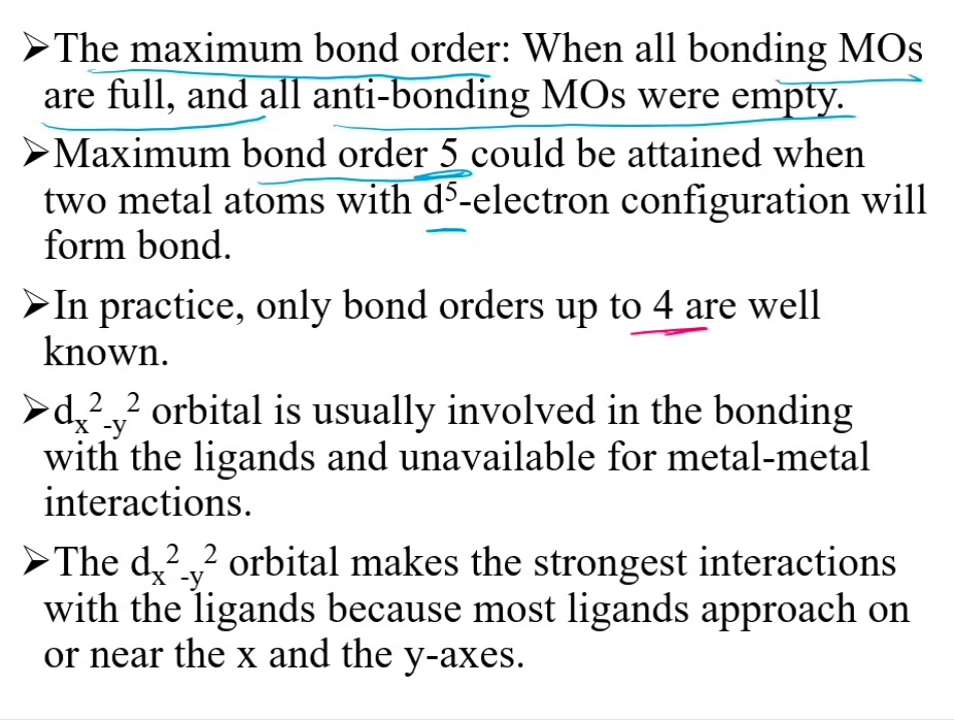 ➢The maximum bond order: When all bonding MOs
are full, and all anti-bonding MOs were empty.
➢Maximum bond order 5 could be attained when
two metal atoms with d⁵-electron configuration will
form bond.
➢In practice, only bond orders up to 4 are well
known.
➢dₓ²-ᵧ² orbital is usually involved in the bonding
with the ligands and unavailable for metal-metal
interactions.
➢The dₓ²-ᵧ² orbital makes the strongest interactions
with the ligands because most ligands approach on
or near the x and the y-axes.